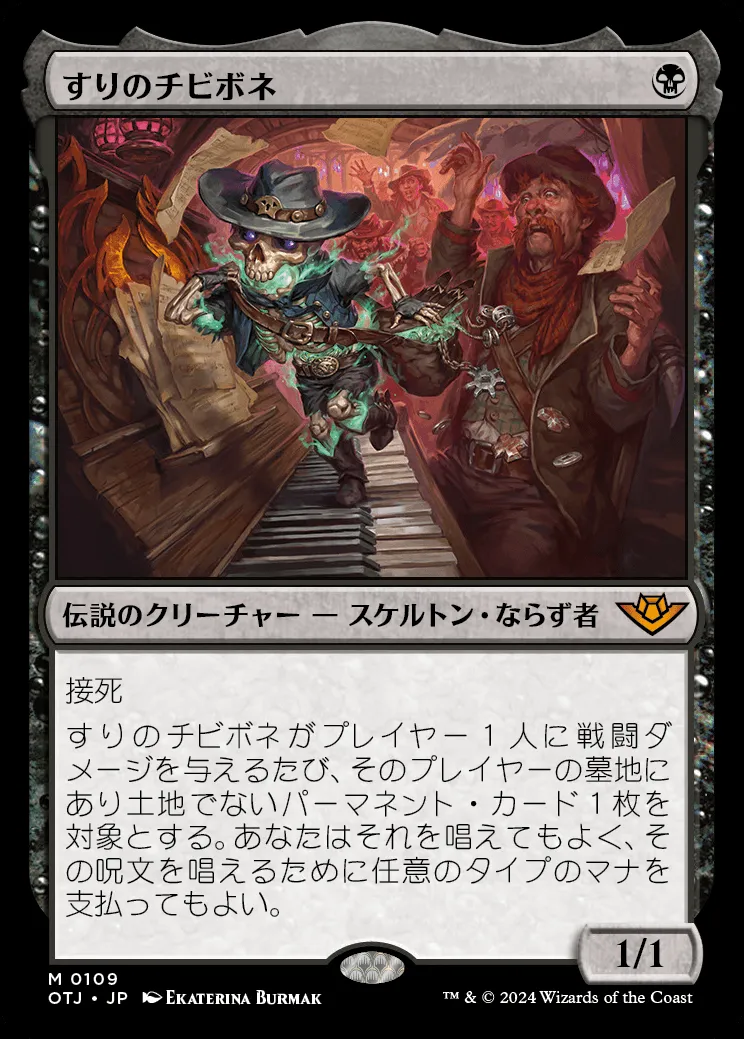 すりのチビボネ
伝説のクリーチャー — スケルトン・ならず者
接死
すりのチビボネがプレイヤー1人に戦闘ダ
メージを与えるたび、そのプレイヤーの墓地に
あり土地でないパーマネント・カード1枚を
対象とする。あなたはそれを唱えてもよく、そ
の呪文を唱えるために任意のタイプのマナを
支払ってもよい。
1/1
M 0109
OTJ • JP Ekaterina Burmak
™ & © 2024 Wizards of the Coast